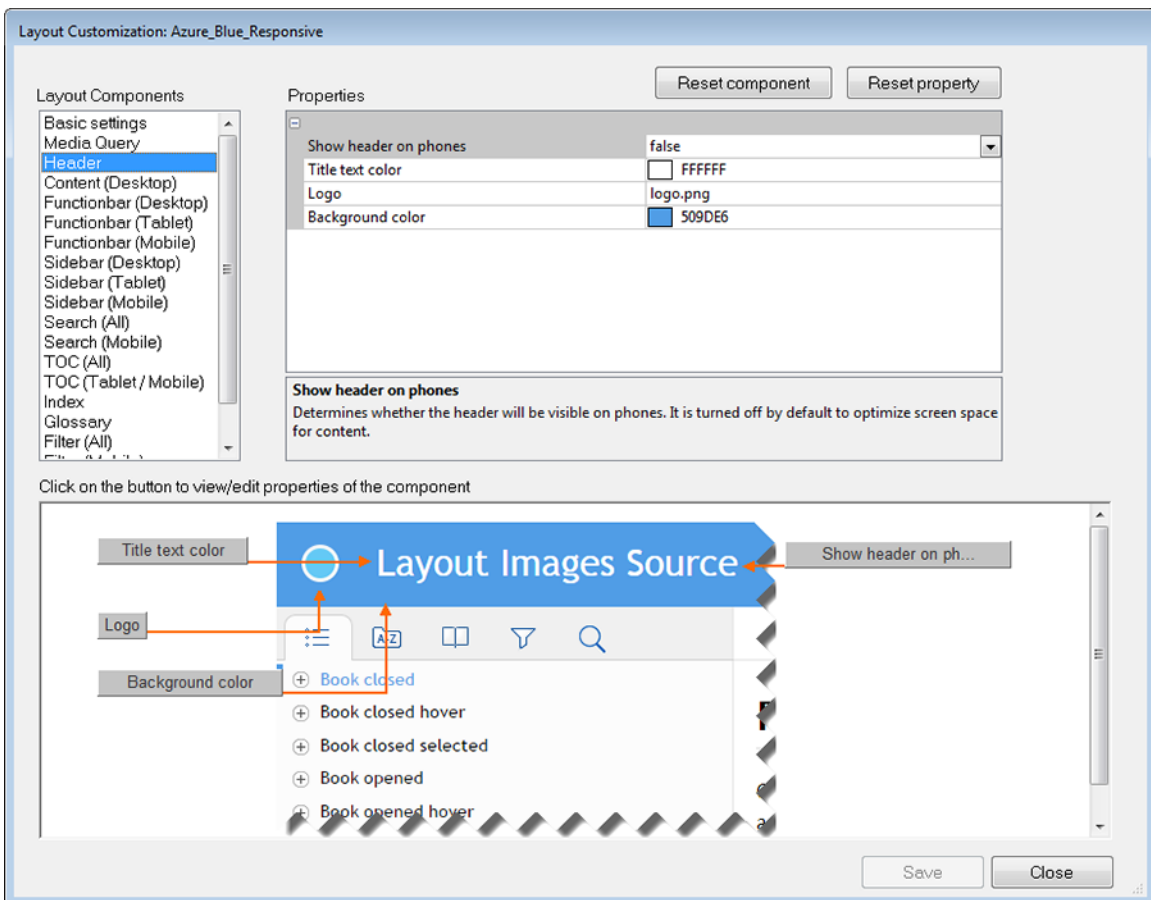 Layout Customization: Azure_Blue_Responsive
Reset component
Reset property
Layout Components
Properties
Basic settings
Media Query
Header
Content (Desktop)
Functionbar (Desktop)
Functionbar (Tablet)
Functionbar (Mobile)
Sidebar (Desktop)
Sidebar (Tablet)
Sidebar (Mobile)
Search (All)
Search (Mobile)
TOC (All)
TOC (Tablet / Mobile)
Index
Glossary
Filter (All)
Show header on phones false
Title text color FFFFFF
Logo logo.png
Background color 509DE6
Show header on phones
Determines whether the header will be visible on phones. It is turned off by default to optimize screen space
for content.
Click on the button to view/edit properties of the component
Title text color
Layout Images Source
Show header on ph...
Logo
A-Z
Background color
Book closed
Book closed hover
Book closed selected
Book opened
Book opened hover
Save
Close